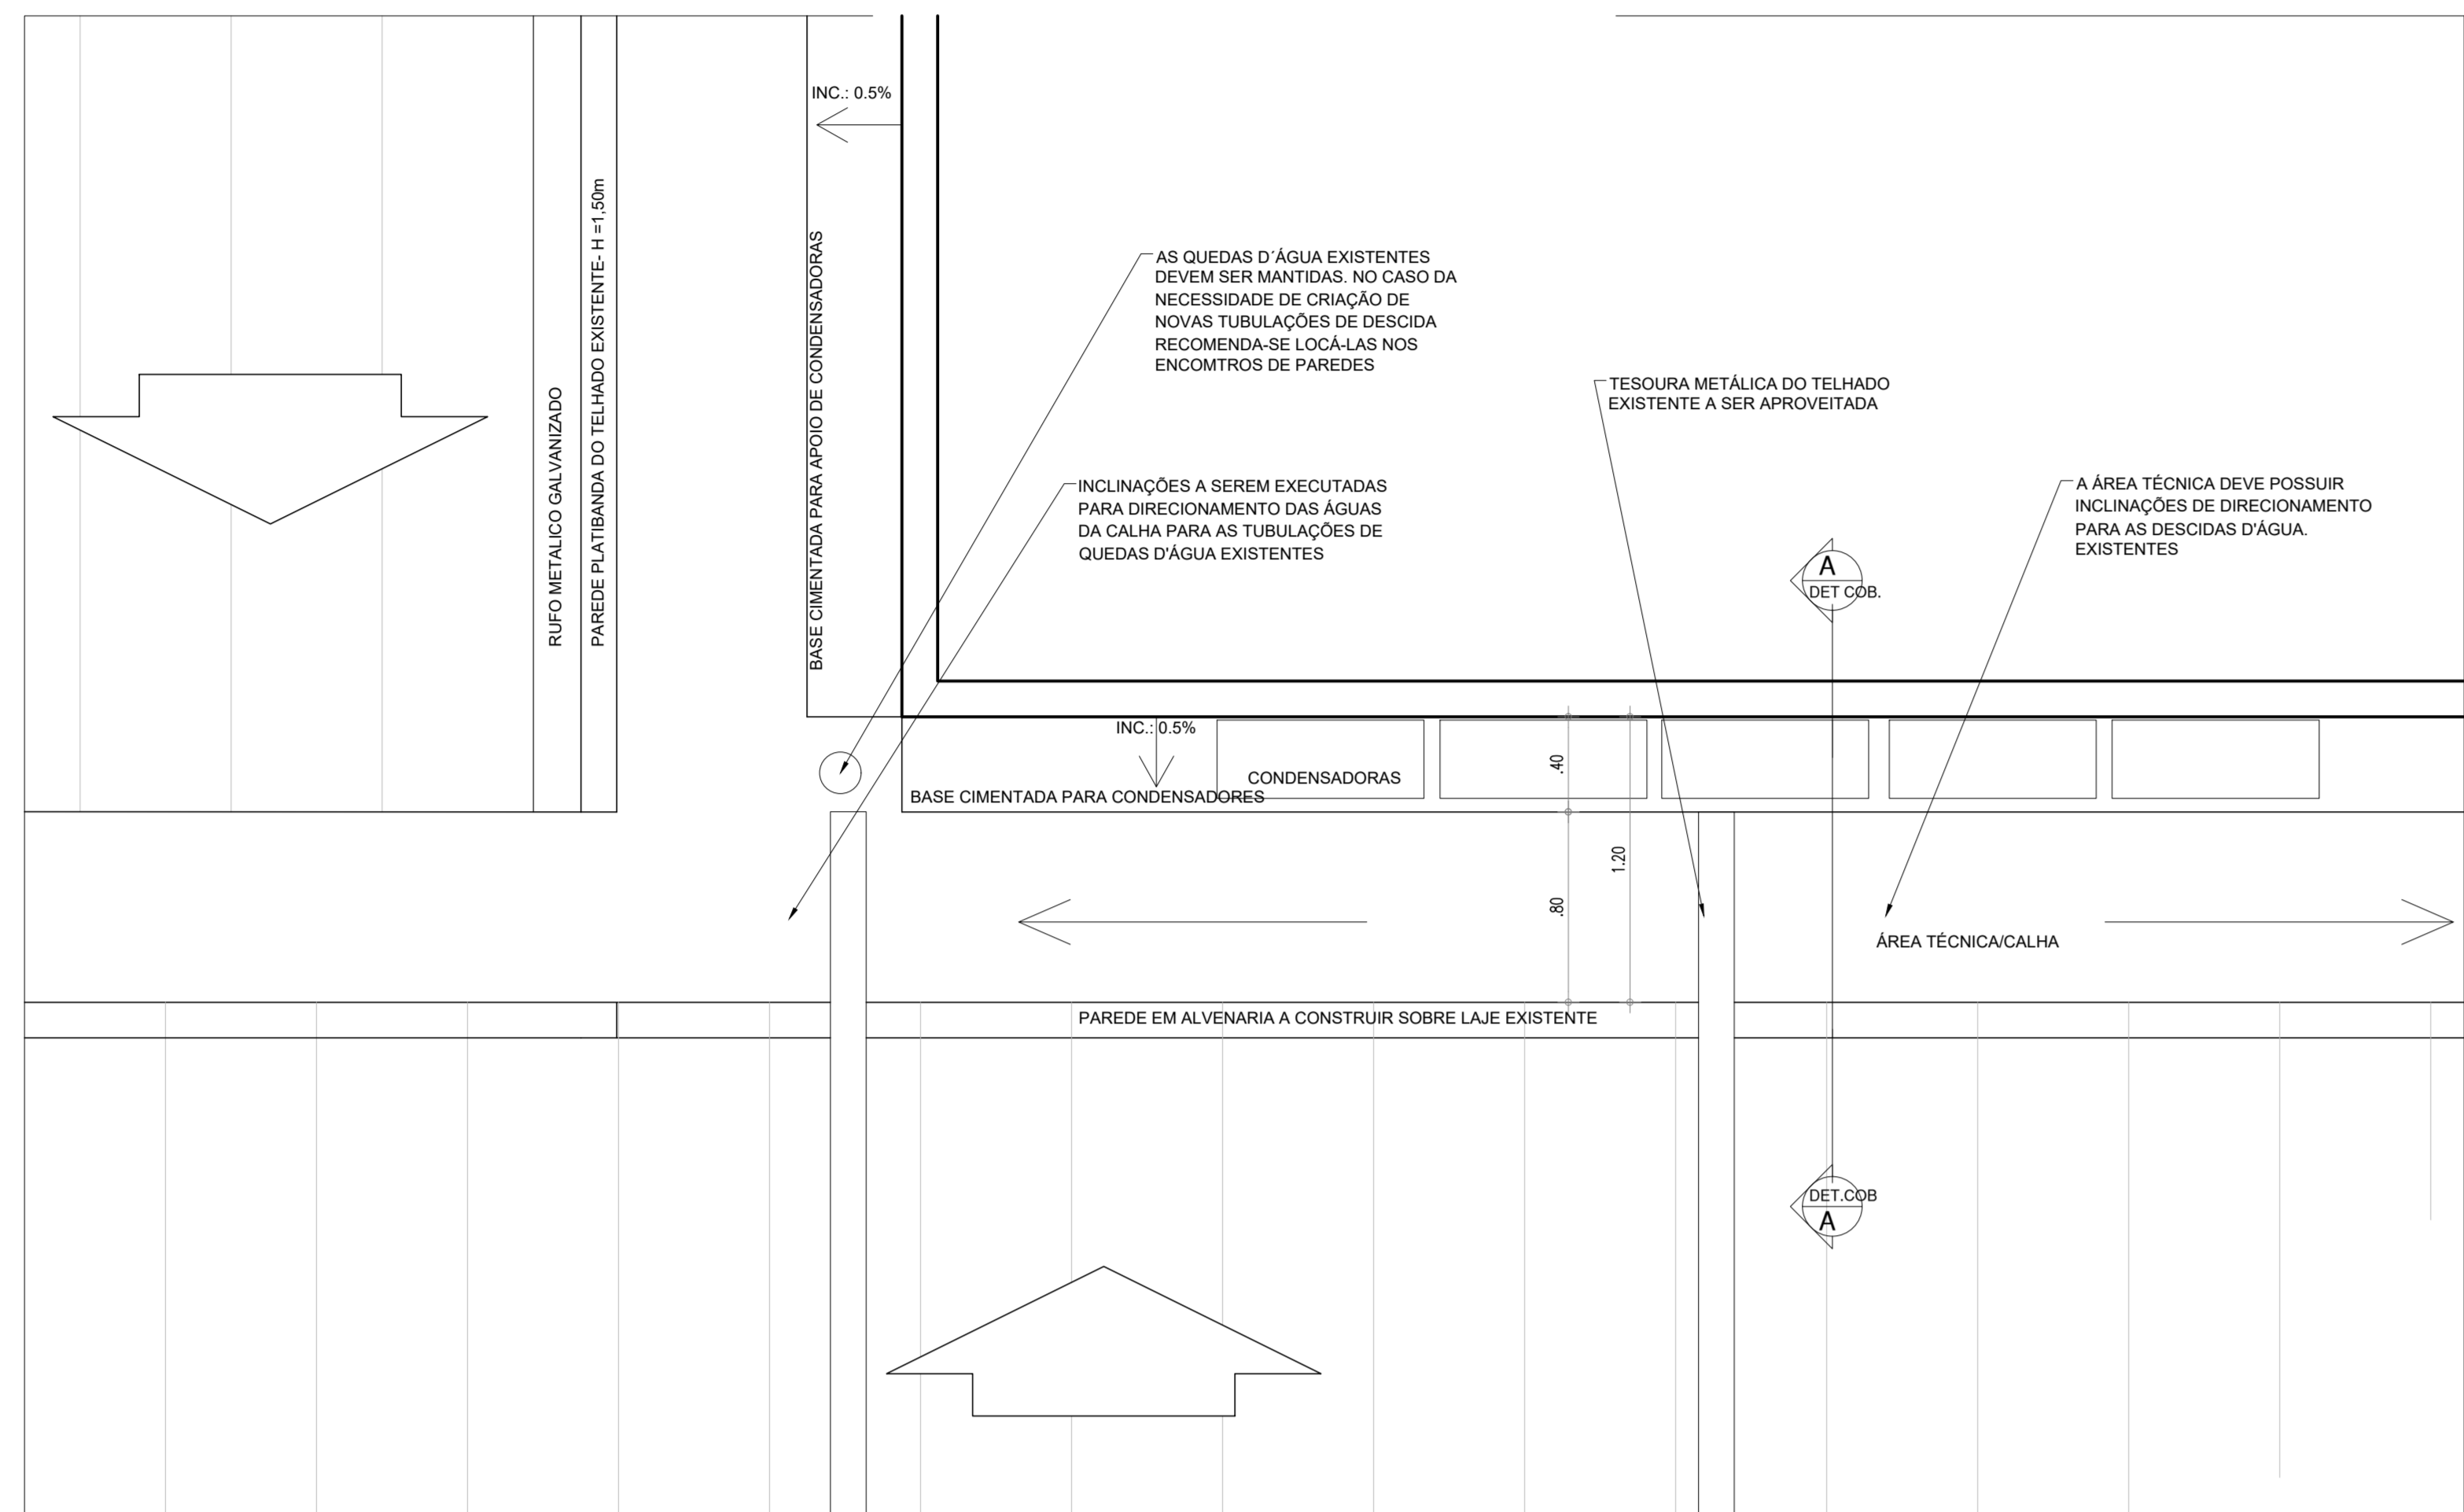 INC.: 0.5%
RUFO METALICO GALVANIZADO
PAREDE PLATIBANDA DO TELHADO EXISTENTE- H =1,50m
BASE CIMENTADA PARA APOIO DE CONDENSADORAS
AS QUEDAS D´ÁGUA EXISTENTES
DEVEM SER MANTIDAS. NO CASO DA
NECESSIDADE DE CRIAÇÃO DE
NOVAS TUBULAÇÕES DE DESCIDA
RECOMENDA-SE LOCÁ-LAS NOS
ENCOMTROS DE PAREDES
TESOURA METÁLICA DO TELHADO
EXISTENTE A SER APROVEITADA
INCLINAÇÕES A SEREM EXECUTADAS
PARA DIRECIONAMENTO DAS ÁGUAS
DA CALHA PARA AS TUBULAÇÕES DE
QUEDAS D'ÁGUA EXISTENTES
A ÁREA TÉCNICA DEVE POSSUIR
INCLINAÇÕES DE DIRECIONAMENTO
PARA AS DESCIDAS D'ÁGUA.
EXISTENTES
A
DET COB.
INC.: 0.5%
CONDENSADORAS
BASE CIMENTADA PARA CONDENSADORES
.40
1.20
.80
ÁREA TÉCNICA/CALHA
PAREDE EM ALVENARIA A CONSTRUIR SOBRE LAJE EXISTENTE
DET.COB
A